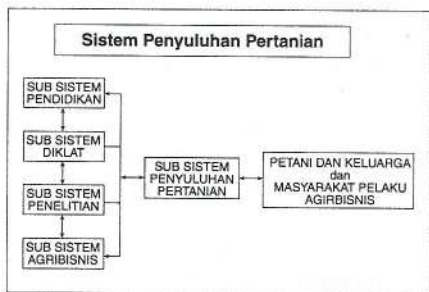 Sistem Penyuluhan Pertanian
SUB SISTEM
PENDIDIKAN
SUB SISTEM
DIKLAT
SUB SISTEM
PENELITIAN
SUB SISTEM
AGRIBISNIS
SUB SISTEM
PENYULUHAN
PERTANIAN
PETANI DAN KELUARGA
dan
MASYARAKAT PELAKU
AGIRBISNIS